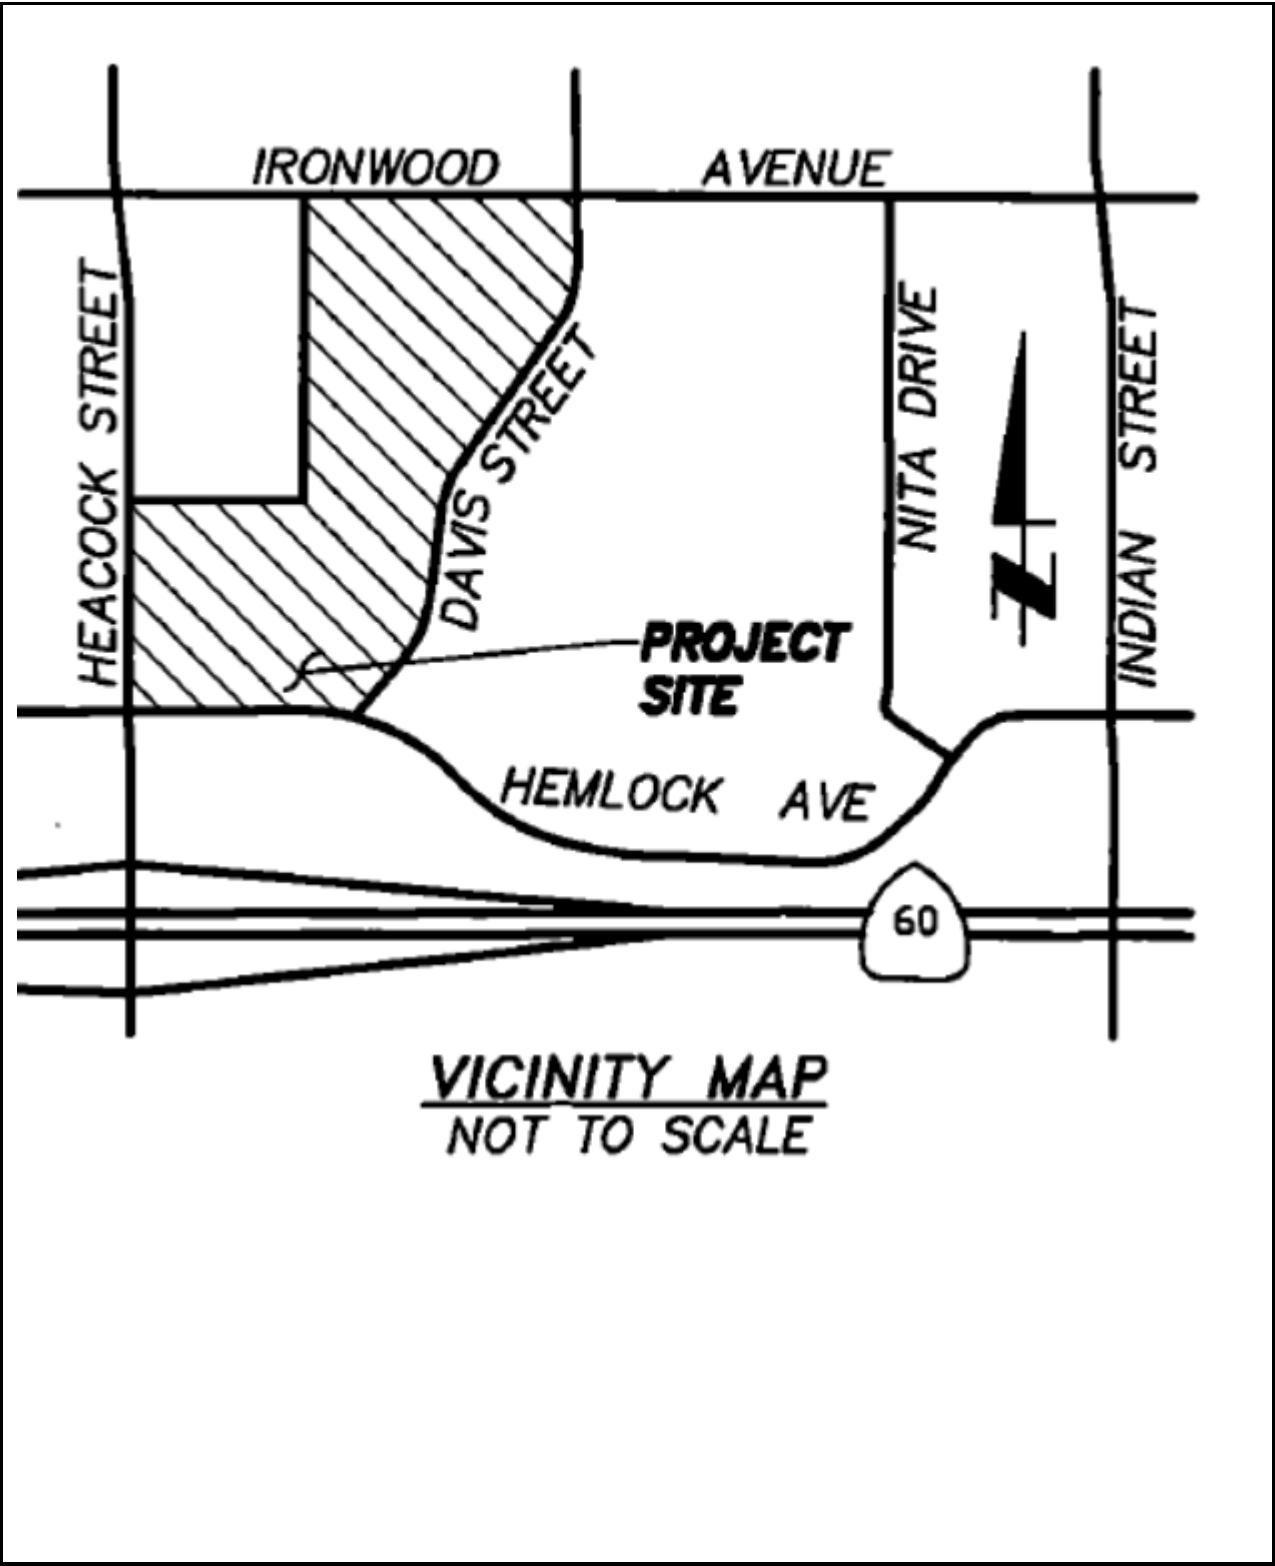 IRONWOOD AVENUE
HEACOCK STREET
DAVIS STREET
NITA DRIVE
INDIAN STREET
N
PROJECT
SITE
HEMLOCK AVE
60
VICINITY MAP
NOT TO SCALE